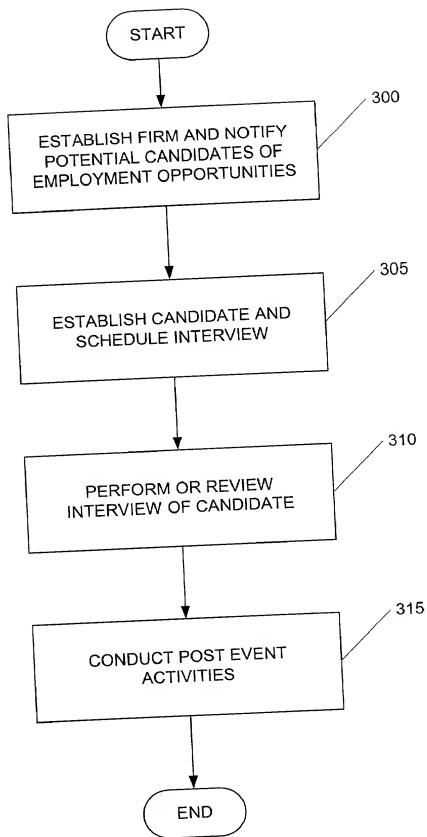 START
300
ESTABLISH FIRM AND NOTIFY
POTENTIAL CANDIDATES OF
EMPLOYMENT OPPORTUNITIES
305
ESTABLISH CANDIDATE AND
SCHEDULE INTERVIEW
310
PERFORM OR REVIEW
INTERVIEW OF CANDIDATE
315
CONDUCT POST EVENT
ACTIVITIES
END